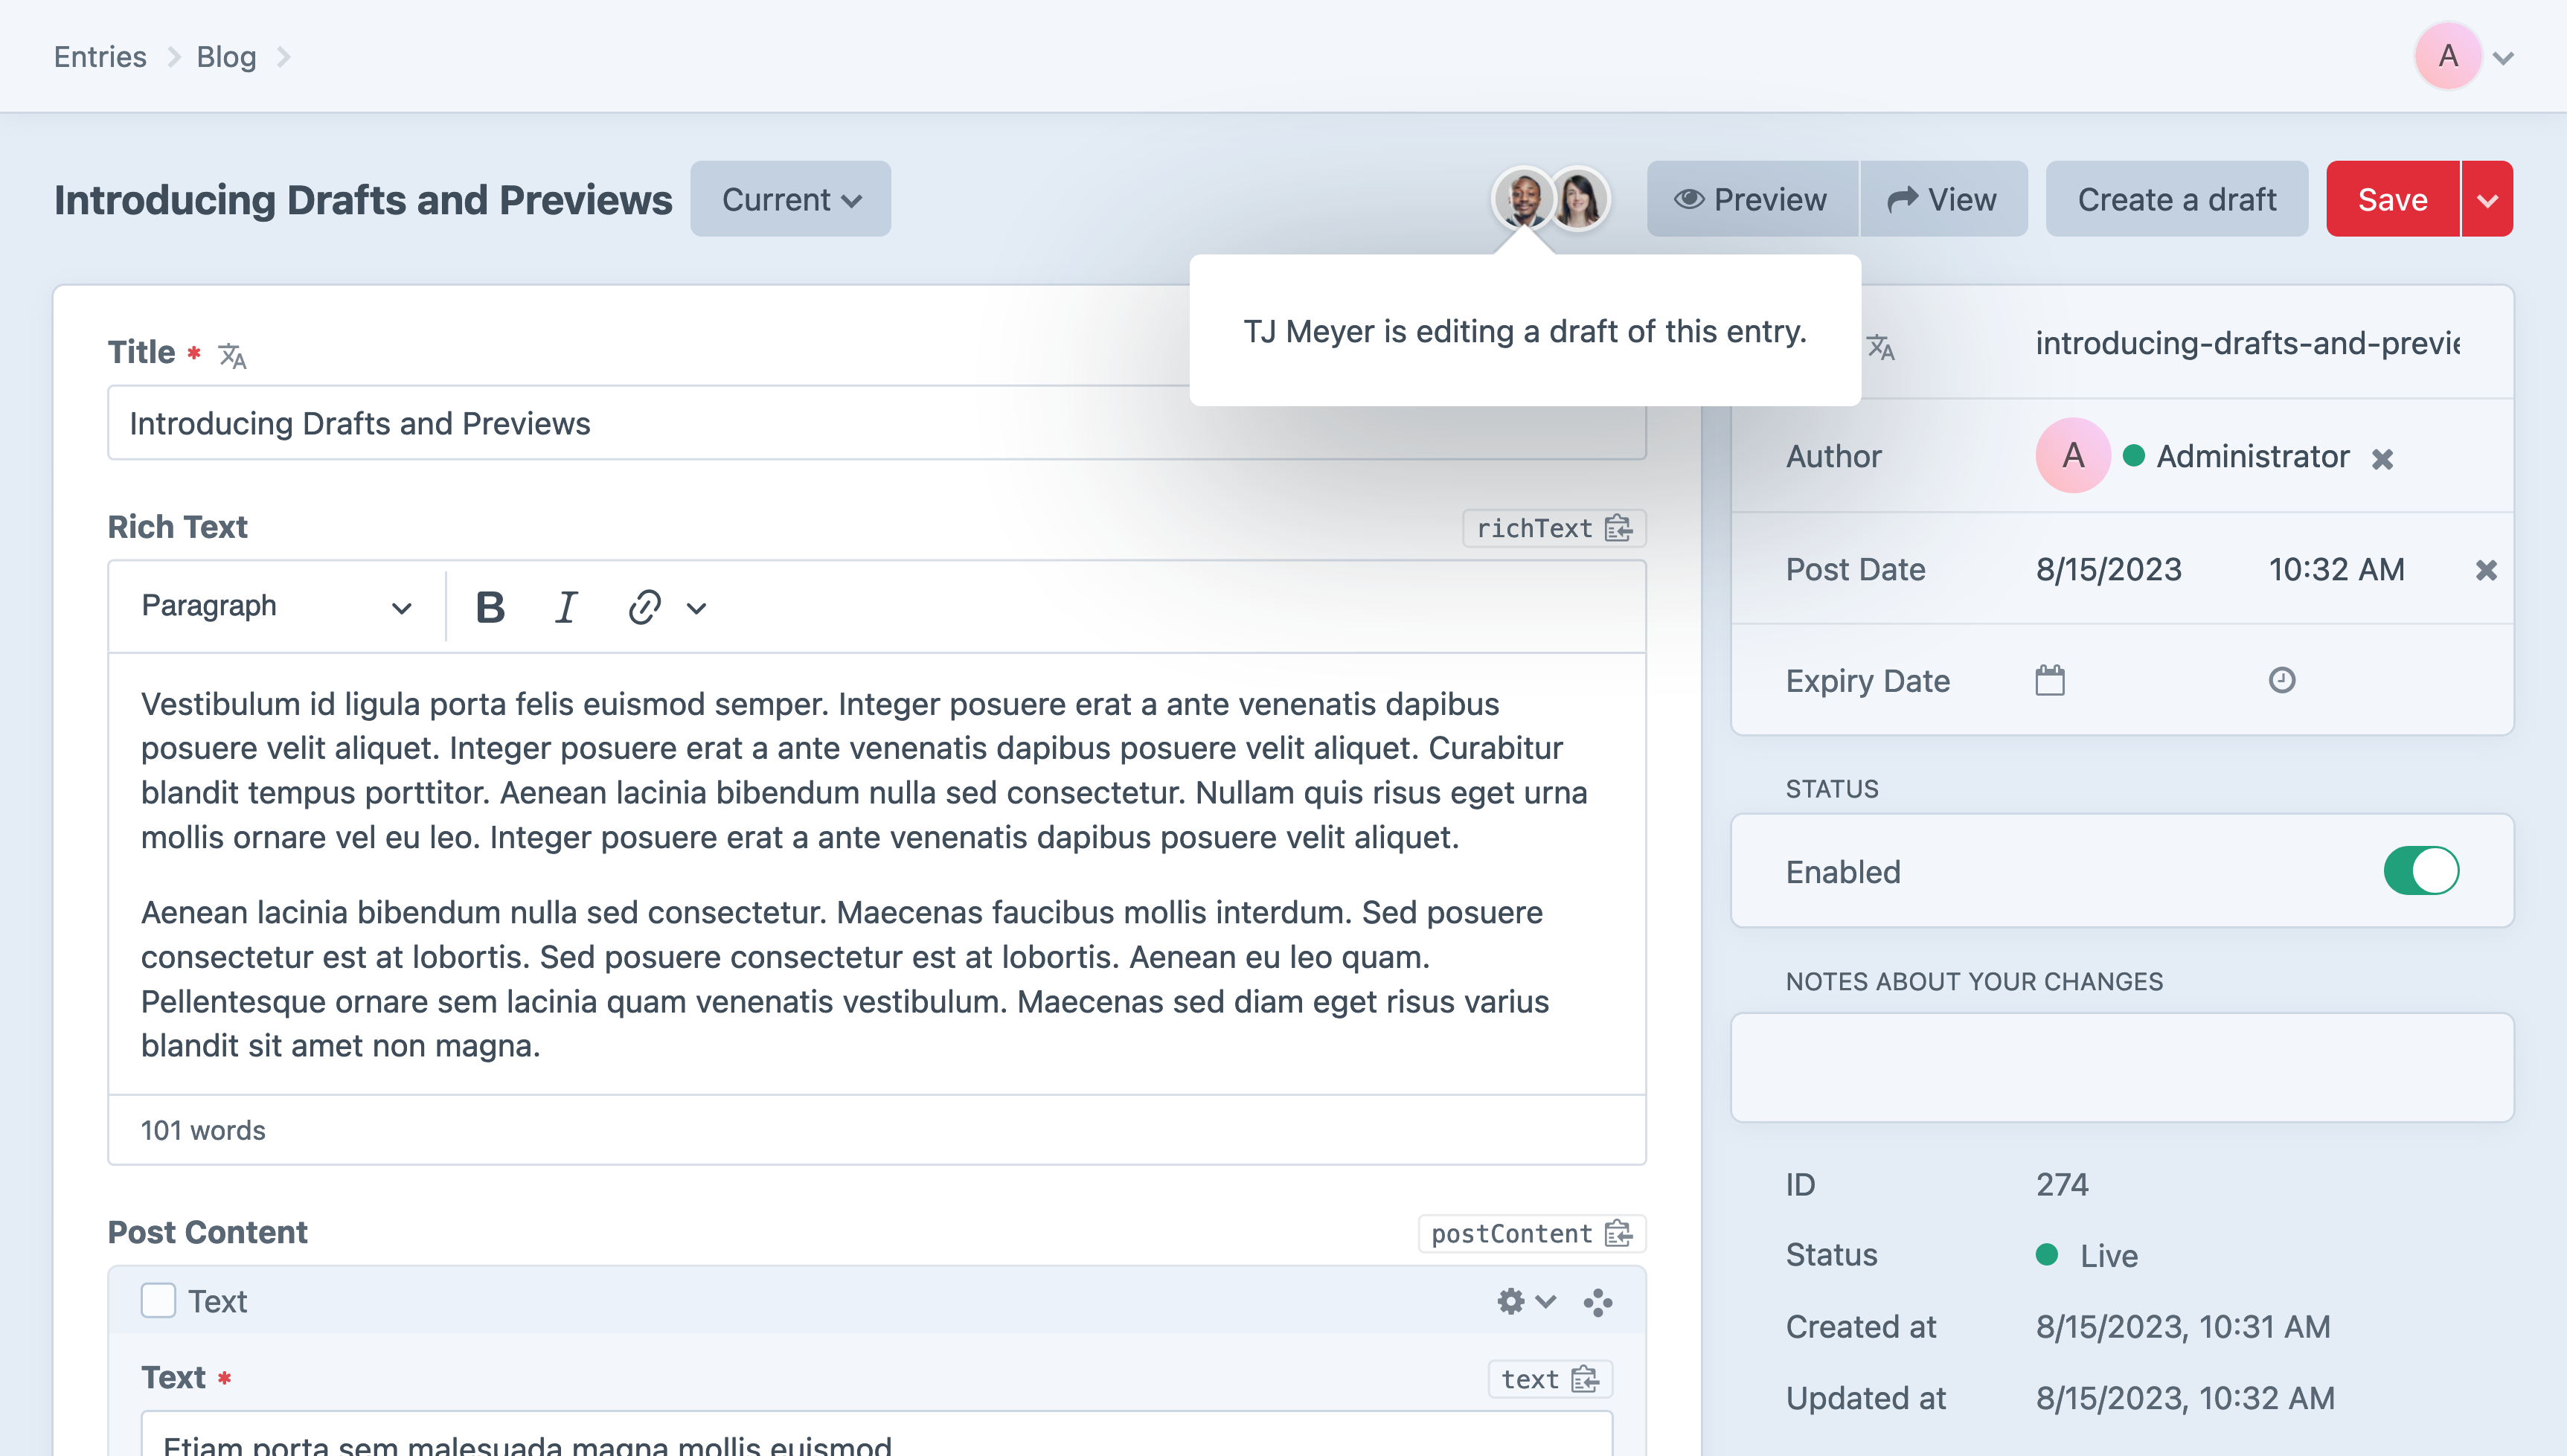 Entries Blog
A
Introducing Drafts and Previews
Current
Preview
View
Create a draft
Save
TJ Meyer is editing a draft of this entry.
Title *
Introducing Drafts and Previews
Rich Text
richText
Paragraph
B I
Vestibulum id ligula porta felis euismod semper. Integer posuere erat a ante venenatis dapibus
posuere velit aliquet. Integer posuere erat a ante venenatis dapibus posuere velit aliquet. Curabitur
blandit tempus porttitor. Aenean lacinia bibendum nulla sed consectetur. Nullam quis risus eget urna
mollis ornare vel eu leo. Integer posuere erat a ante venenatis dapibus posuere velit aliquet.
Aenean lacinia bibendum nulla sed consectetur. Maecenas faucibus mollis interdum. Sed posuere
consectetur est at lobortis. Sed posuere consectetur est at lobortis. Aenean eu leo quam.
Pellentesque ornare sem lacinia quam venenatis vestibulum. Maecenas sed diam eget risus varius
blandit sit amet non magna.
101 words
Post Content
postContent
Text
Text *
text
Etiam porta sem malesuada magna mollis euismod
introducing-drafts-and-previe
Author
A Administrator
Post Date 8/15/2023 10:32 AM
Expiry Date
STATUS
Enabled
NOTES ABOUT YOUR CHANGES
ID 274
Status Live
Created at 8/15/2023, 10:31 AM
Updated at 8/15/2023, 10:32 AM